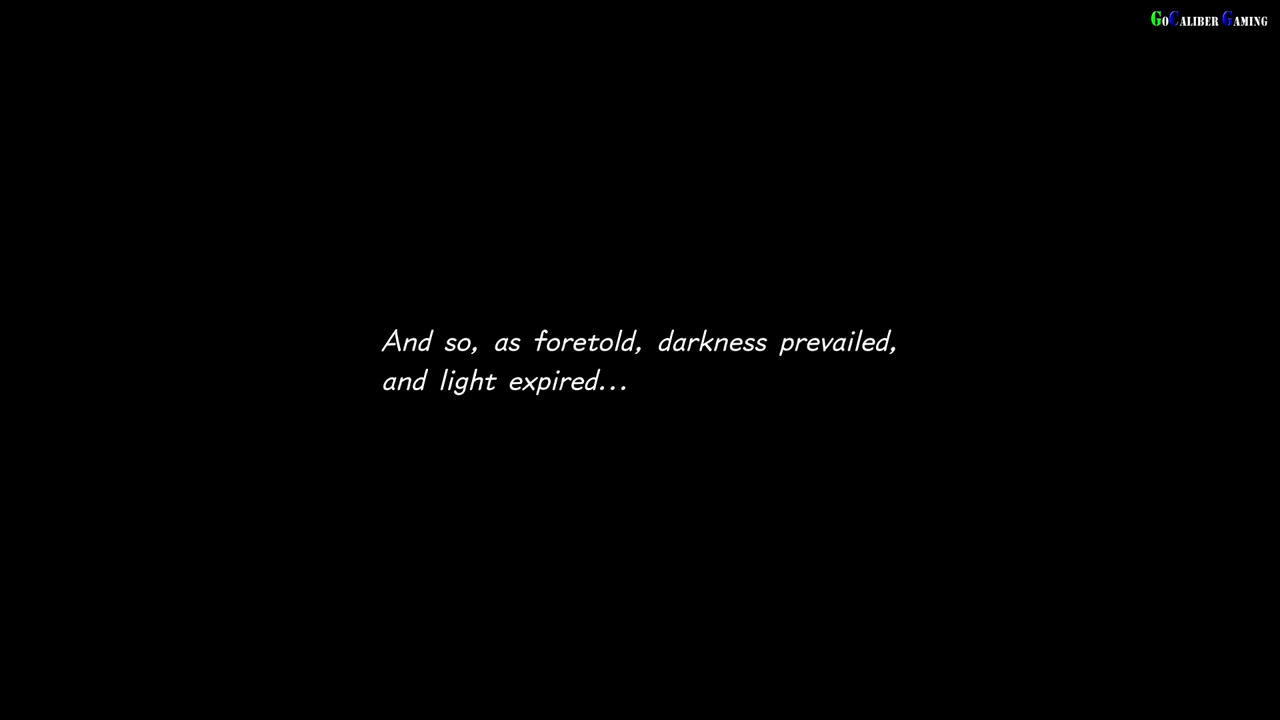 GoCaliber Gaming
And so, as foretold, darkness prevailed,
and light expired...